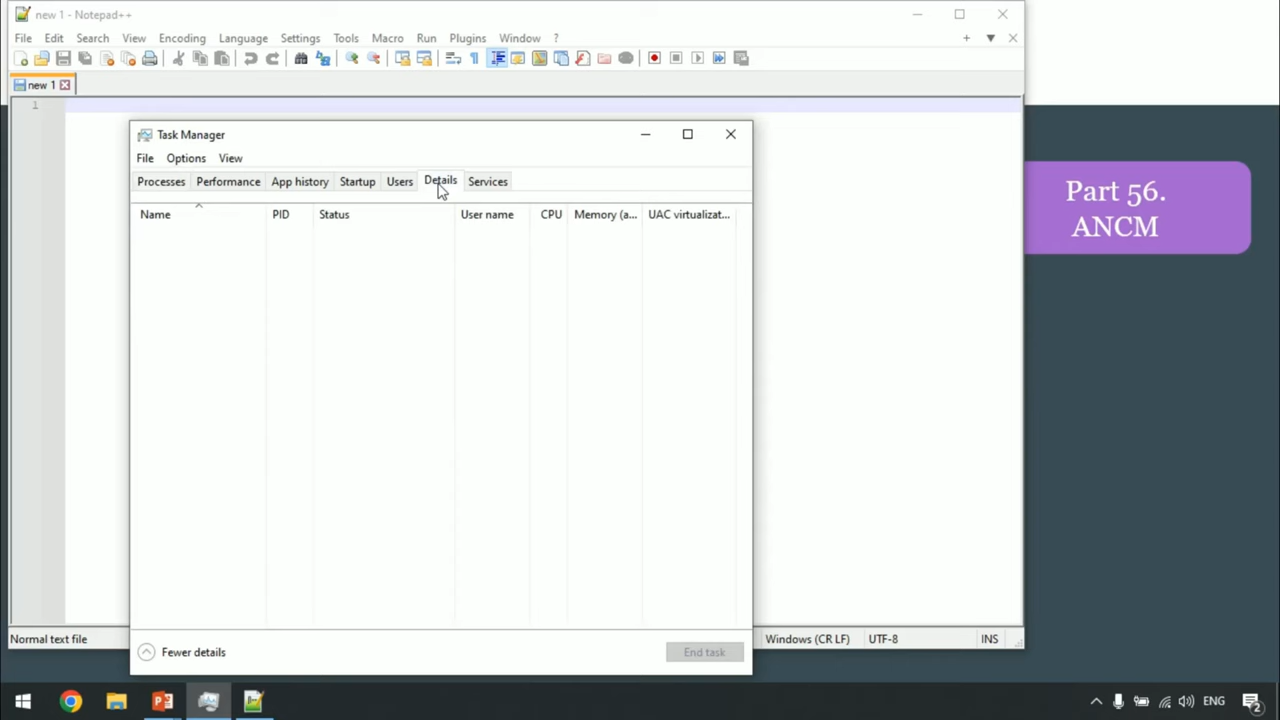 new 1 - Notepad++
File Edit Search View Encoding Language Settings Tools Macro Run Plugins Window ?
new 1
1
Task Manager
File Options View
Processes Performance App history Startup Users Details Services
Name PID Status User name CPU Memory (a... UAC virtualizat...
Fewer details End task
Normal text file Windows (CR LF) UTF-8 INS
Part 56.
ANCM
ENG
2